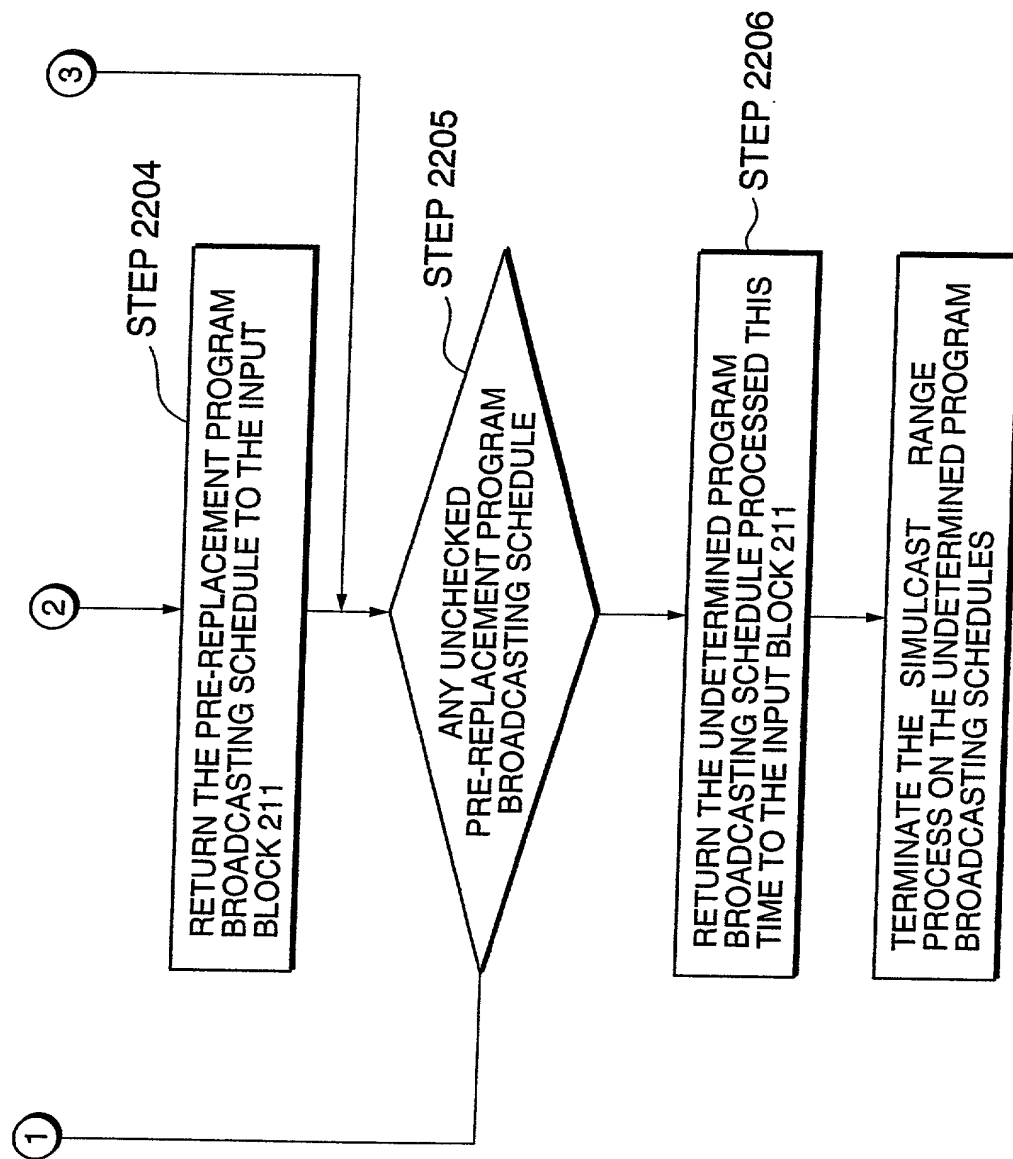 1
2
3
STEP 2204
RETURN THE PRE-REPLACEMENT PROGRAM
BROADCASTING SCHEDULE TO THE INPUT
BLOCK 211
STEP 2205
ANY UNCHECKED
PRE-REPLACEMENT PROGRAM
BROADCASTING SCHEDULE
STEP 2206
RETURN THE UNDETERMINED PROGRAM
BROADCASTING SCHEDULE PROCESSED THIS
TIME TO THE INPUT BLOCK 211
TERMINATE THE SIMULCAST RANGE
PROCESS ON THE UNDETERMINED PROGRAM
BROADCASTING SCHEDULES